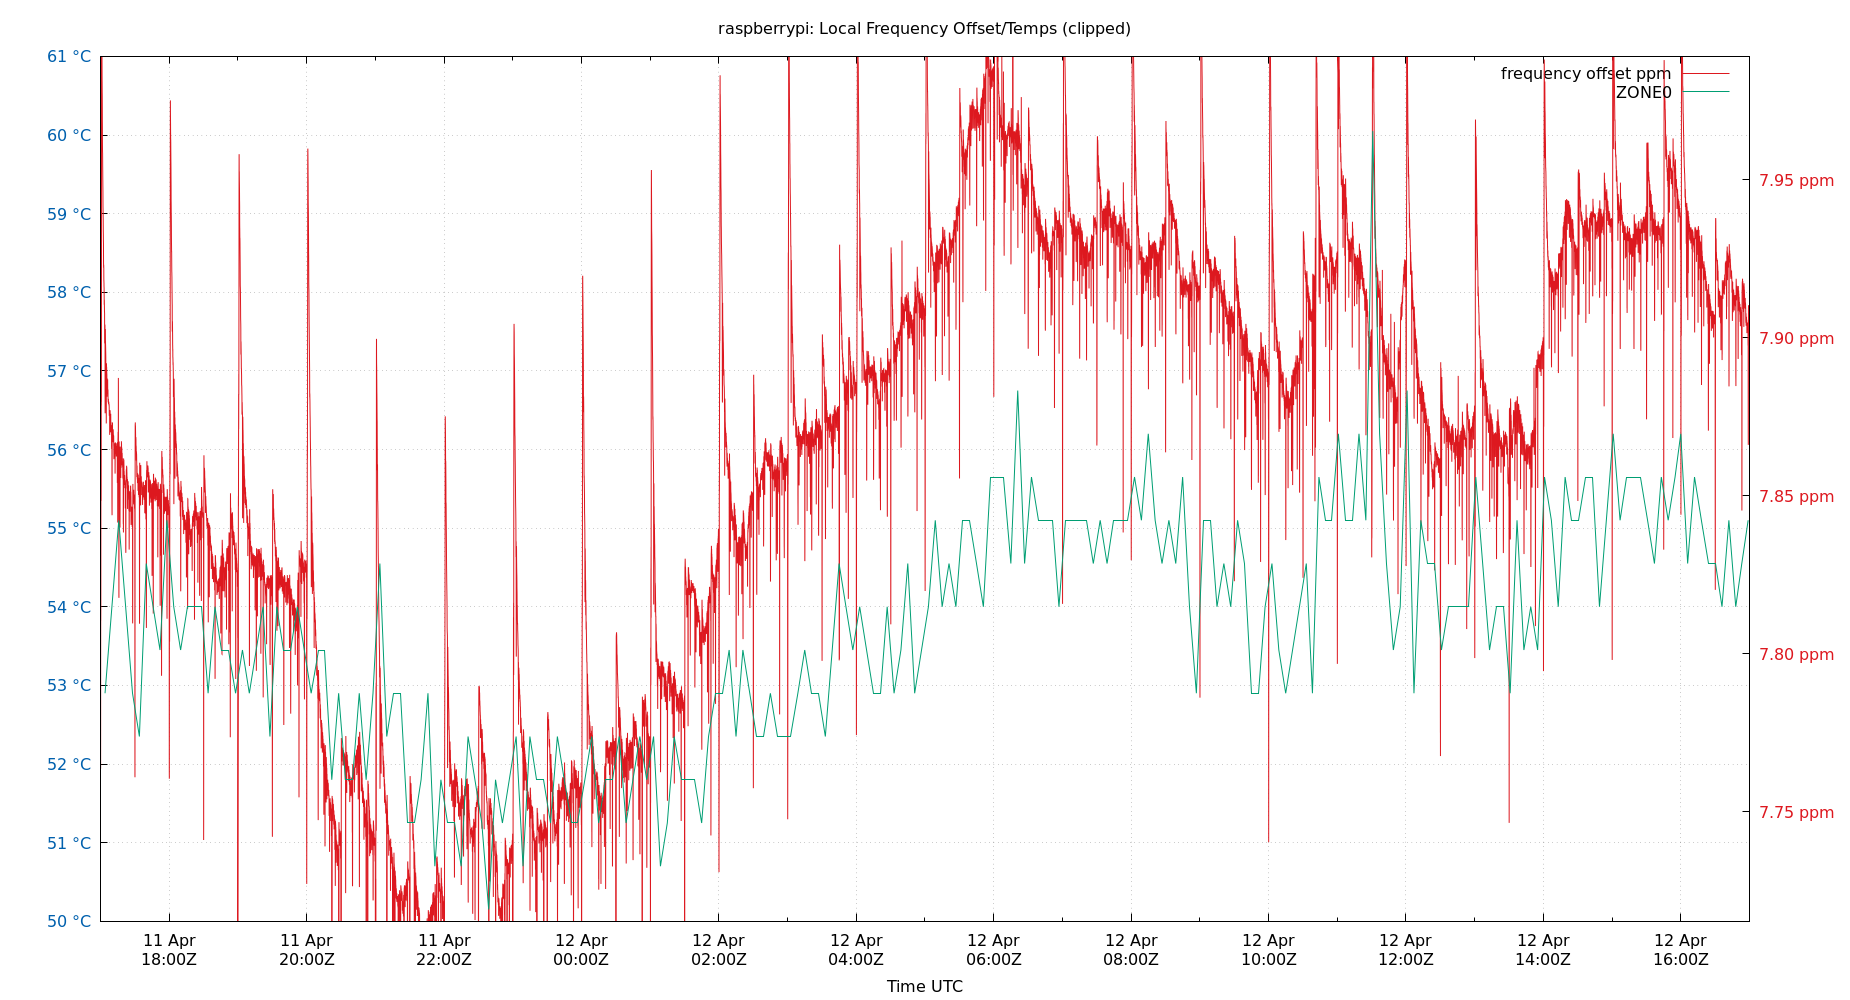 raspberrypi: Local Frequency Offset/Temps (clipped)
frequency offset ppm
ZONE0
61 °C
60 °C
59 °C
58 °C
57 °C
56 °C
55 °C
54 °C
53 °C
52 °C
51 °C
50 °C
7.95 ppm
7.90 ppm
7.85 ppm
7.80 ppm
7.75 ppm
11 Apr 11 Apr 11 Apr 12 Apr 12 Apr 12 Apr 12 Apr 12 Apr 12 Apr 12 Apr 12 Apr 12 Apr
18:00Z 20:00Z 22:00Z 00:00Z 02:00Z 04:00Z 06:00Z 08:00Z 10:00Z 12:00Z 14:00Z 16:00Z
Time UTC